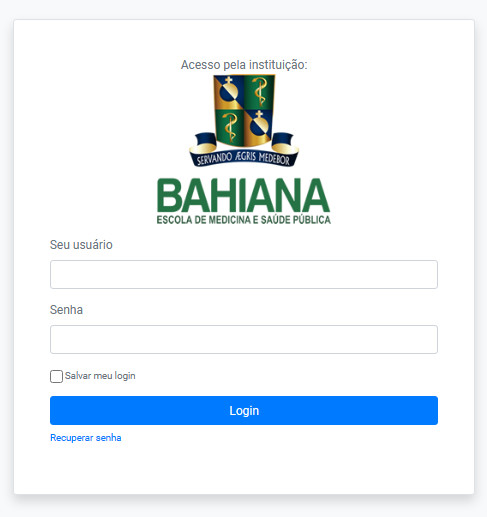 Acesso pela instituição:
SERVANDO ÆGRIS MEDEBOR
BAHIANA
ESCOLA DE MEDICINA E SAÚDE PÚBLICA
Seu usuário
Senha
Salvar meu login
Login
Recuperar senha